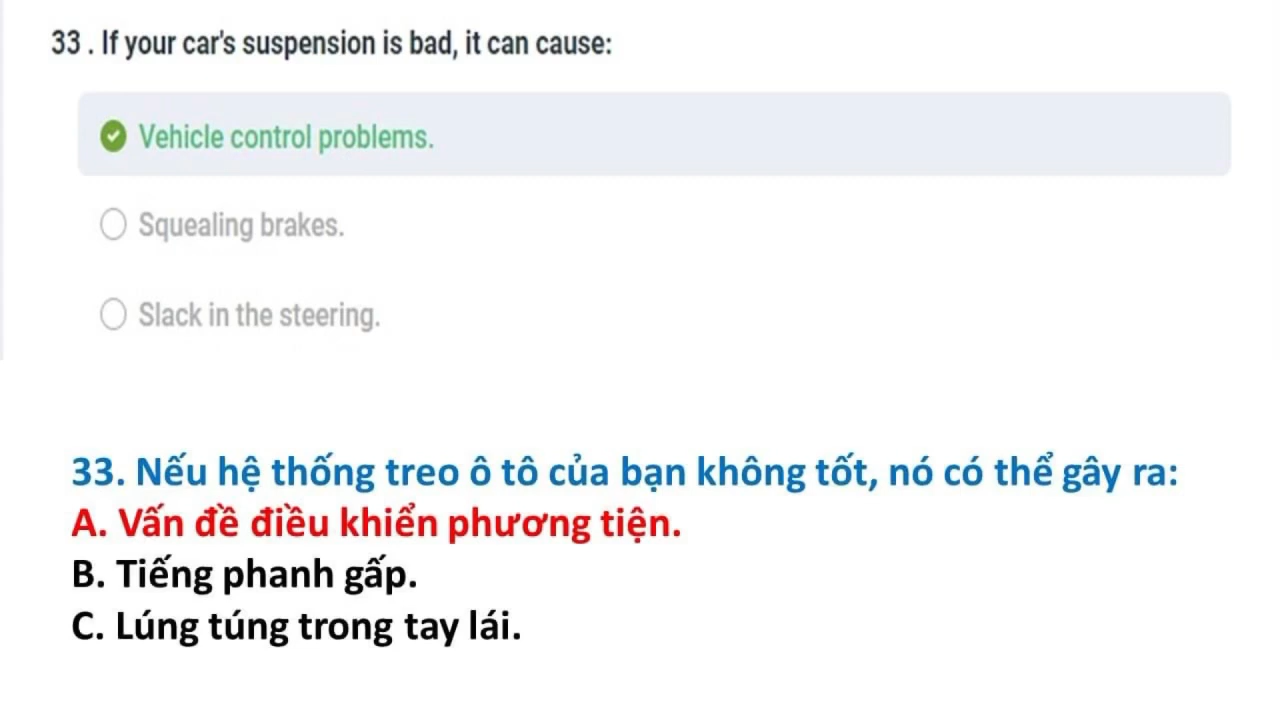 33 . If your car's suspension is bad, it can cause:
Vehicle control problems.
Squealing brakes.
Slack in the steering.
33. Nếu hệ thống treo ô tô của bạn không tốt, nó có thể gây ra:
A. Vấn đề điều khiển phương tiện.
B. Tiếng phanh gấp.
C. Lúng túng trong tay lái.